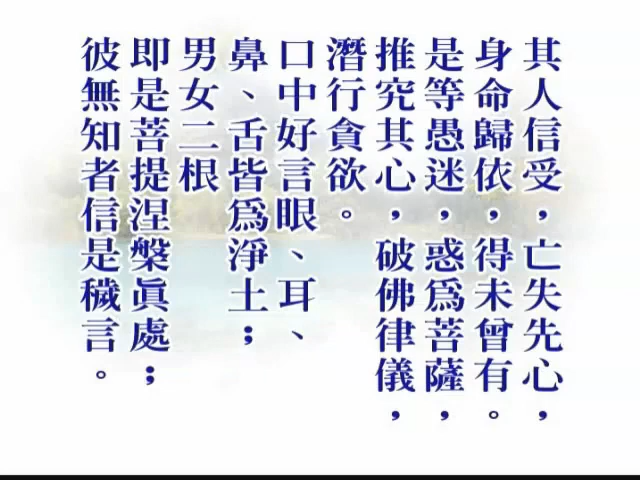 其人信受，亡失先心，
身命歸依，得未曾有。
是等愚迷，惑為菩薩，
推究其心，破佛律儀，
潛行貪欲。
口中好言眼、耳、
鼻、舌皆為淨土；
男女二根
即是菩提涅槃眞處；
彼無知者信是穢言。